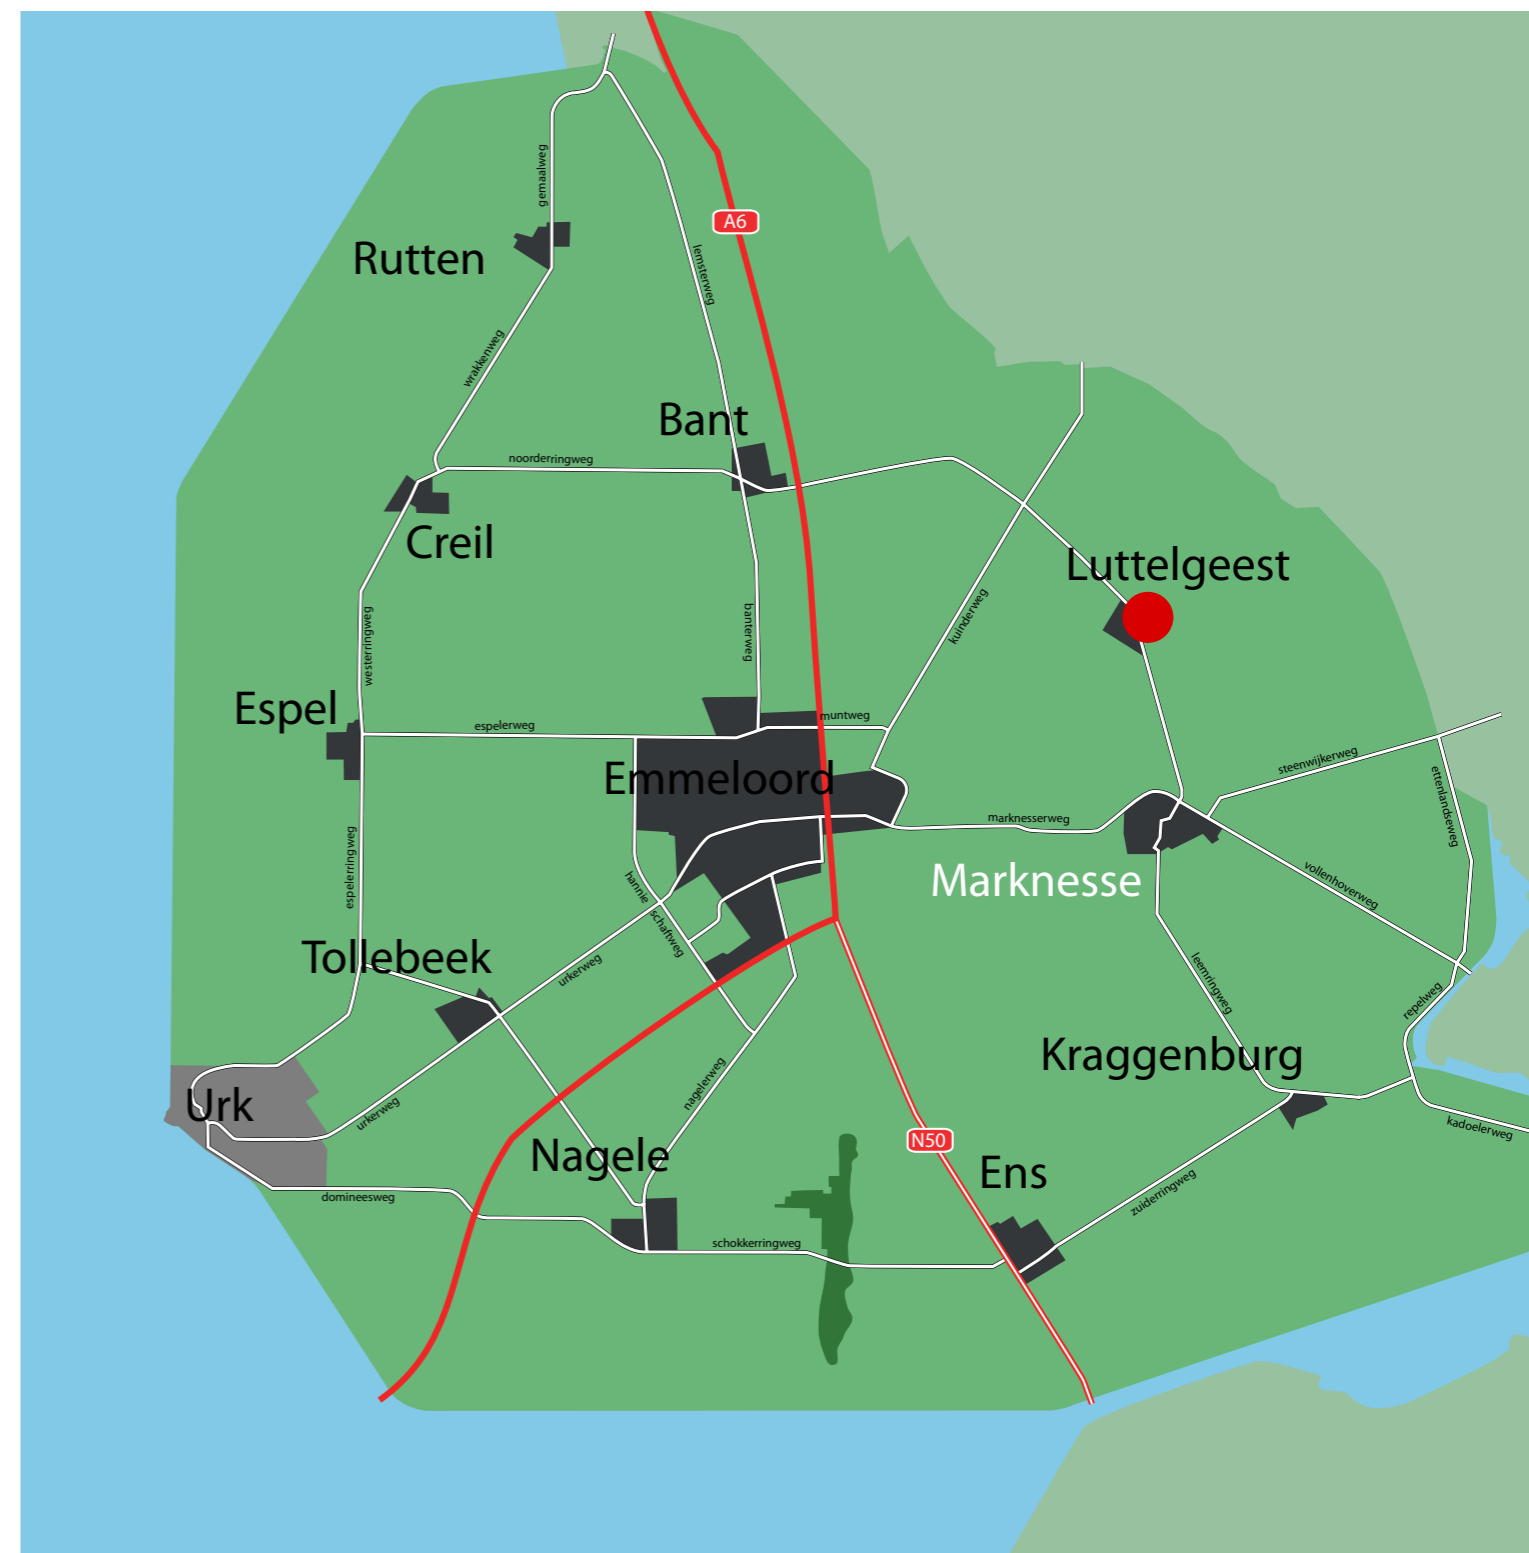 gemaalweg
A6
Rutten
lemsterweg
wrakkenweg
Bant
noorderringweg
Creil
Luttelgeest
kuinderweg
banterweg
westerringweg
Espel
espelerweg
muntweg
steenwijkerweg
Emmeloord
ettenlandseweg
marknesserweg
espelerringweg
hannie schaftweg
Marknesse
vollenhoverweg
Tollebeek
urkerweg
leemringweg
repelweg
Kraggenburg
nagelerweg
Urk
urkerweg
kadoelerweg
N50
Nagele
Ens
domineesweg
zuiderringweg
schokkerringweg